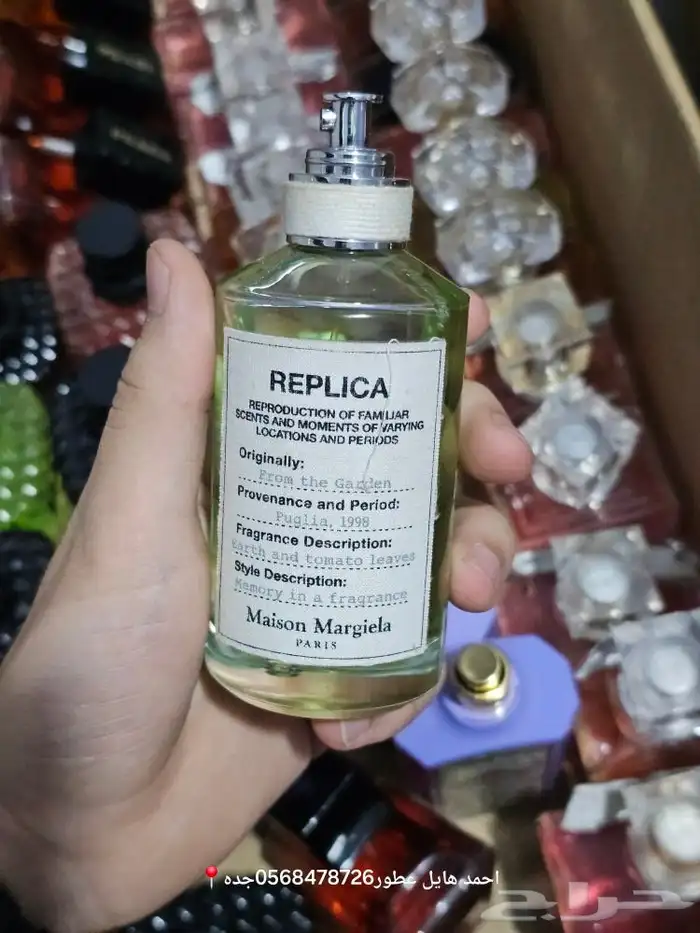 REPLICA
REPRODUCTION OF FAMILIAR
SCENTS AND MOMENTS OF VARYING
LOCATIONS AND PERIODS
Originally:
From the Garden
Provenance and Period:
Puglia, 1998
Fragrance Description:
Earth and tomato leaves
Style Description:
Memory in a fragrance
Maison Margiela
PARIS
احمد هايل عطور0568478726جده
حراج